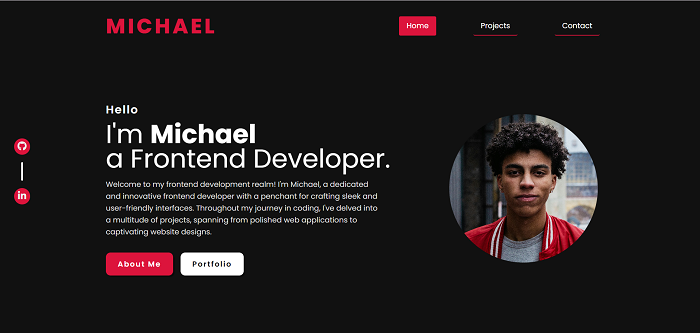 MICHAEL
Home
Projects
Contact
Hello
I'm Michael
a Frontend Developer.
Welcome to my frontend development realm! I'm Michael, a dedicated
and innovative frontend developer with a penchant for crafting sleek and
user-friendly interfaces. Throughout my journey in coding, I've delved into
a multitude of projects, spanning from polished web applications to
captivating website designs.
About Me
Portfolio
in